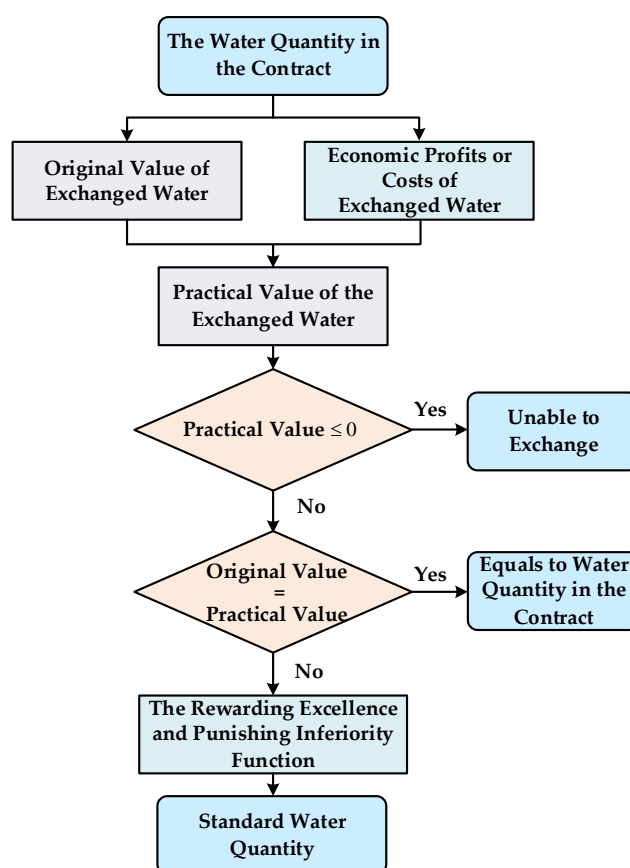 The Water Quantity in
the Contract
Original Value of
Exchanged Water
Economic Profits or
Costs of
Exchanged Water
Practical Value of the
Exchanged Water
Practical Value ≤ 0
Yes
Unable to
Exchange
No
Original Value
=
Practical Value
Yes
Equals to Water
Quantity in the
Contract
No
The Rewarding Excellence
and Punishing Inferiority
Function
Standard Water
Quantity